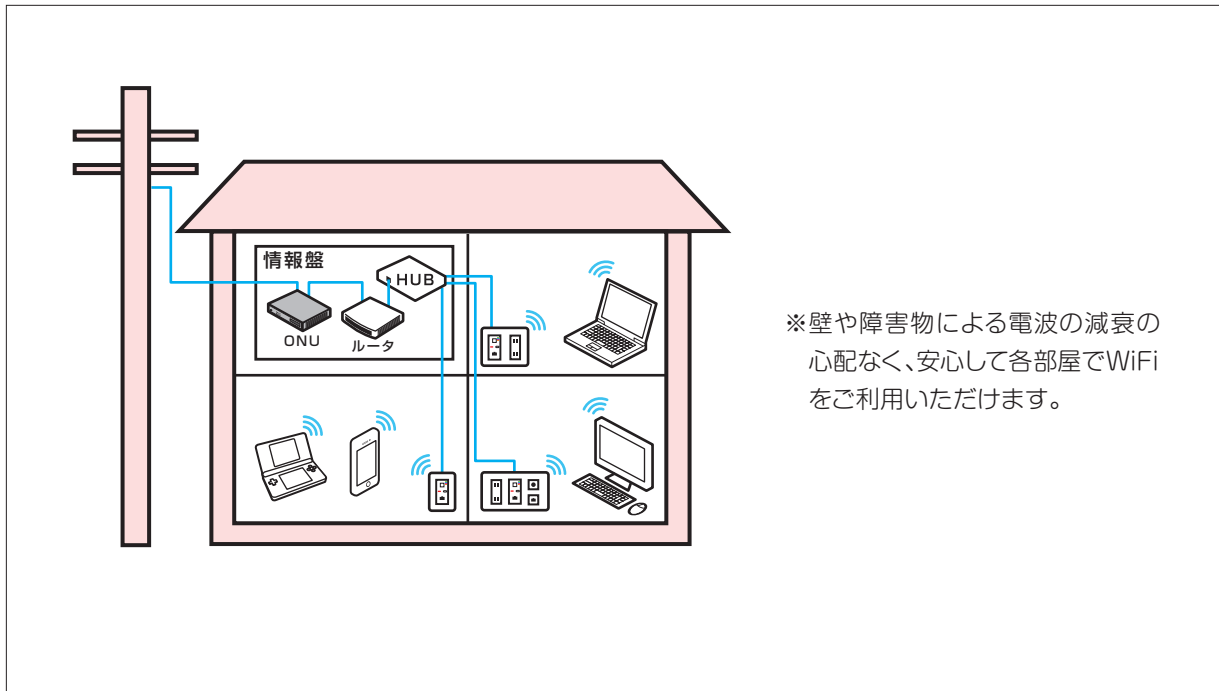 情報盤
HUB
ONU
ルータ
※壁や障害物による電波の減衰の
心配なく、安心して各部屋でWiFi
をご利用いただけます。